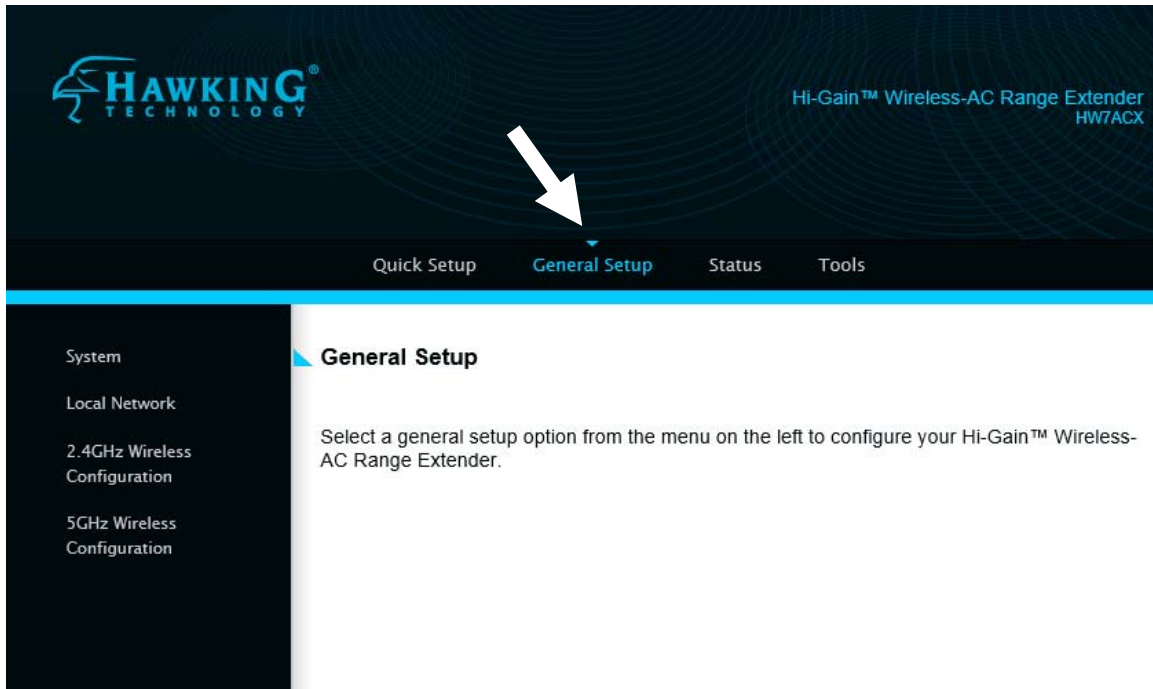 HAWKING®
TECHNOLOGY
Hi-Gain™ Wireless-AC Range Extender
HW7ACX
Quick Setup General Setup Status Tools
System
Local Network
2.4GHz Wireless
Configuration
5GHz Wireless
Configuration
General Setup
Select a general setup option from the menu on the left to configure your Hi-Gain™ Wireless-
AC Range Extender.